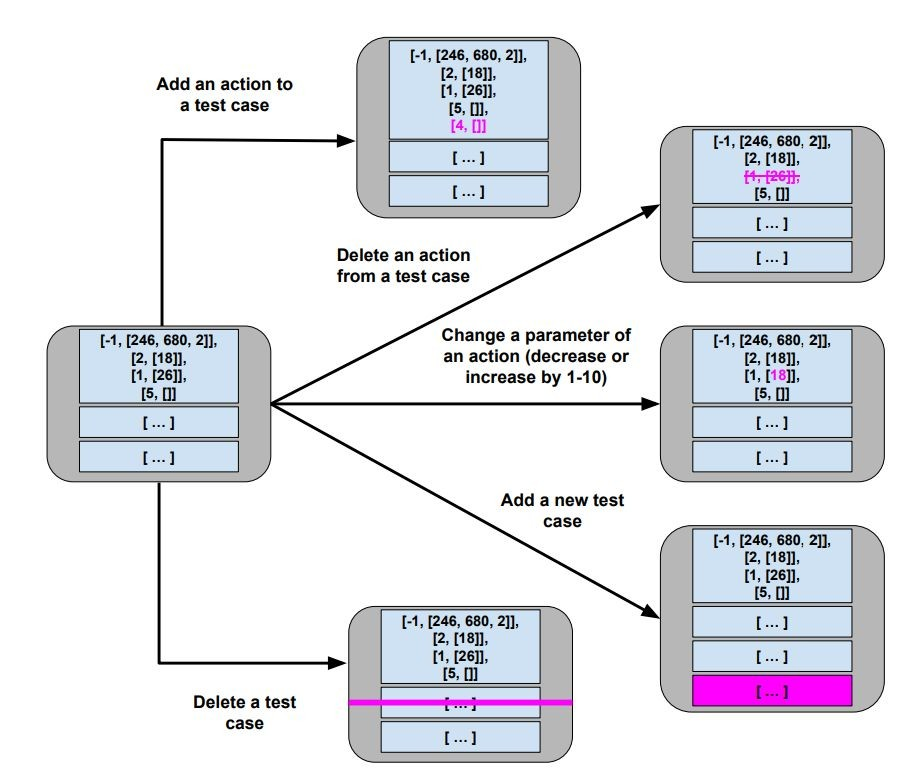 [-1, [246, 680, 2]],
[2, [18]],
[1, [26]],
[5, []],
[4, []]
[ ... ]
[ ... ]
Add an action to
a test case
[-1, [246, 680, 2]],
[2, [18]],
[1, [26]],
[5, []]
[ ... ]
[ ... ]
Delete an action
from a test case
[-1, [246, 680, 2]],
[2, [18]],
[1, [26]],
[5, []]
[ ... ]
[ ... ]
Change a parameter of
an action (decrease or
increase by 1-10)
[-1, [246, 680, 2]],
[2, [18]],
[1, [18]],
[5, []]
[ ... ]
[ ... ]
Add a new test
case
[-1, [246, 680, 2]],
[2, [18]],
[1, [26]],
[5, []]
[ ... ]
[ ... ]
[ ... ]
Delete a test
case
[-1, [246, 680, 2]],
[2, [18]],
[1, [26]],
[5, []]
[ ... ]
[ ... ]